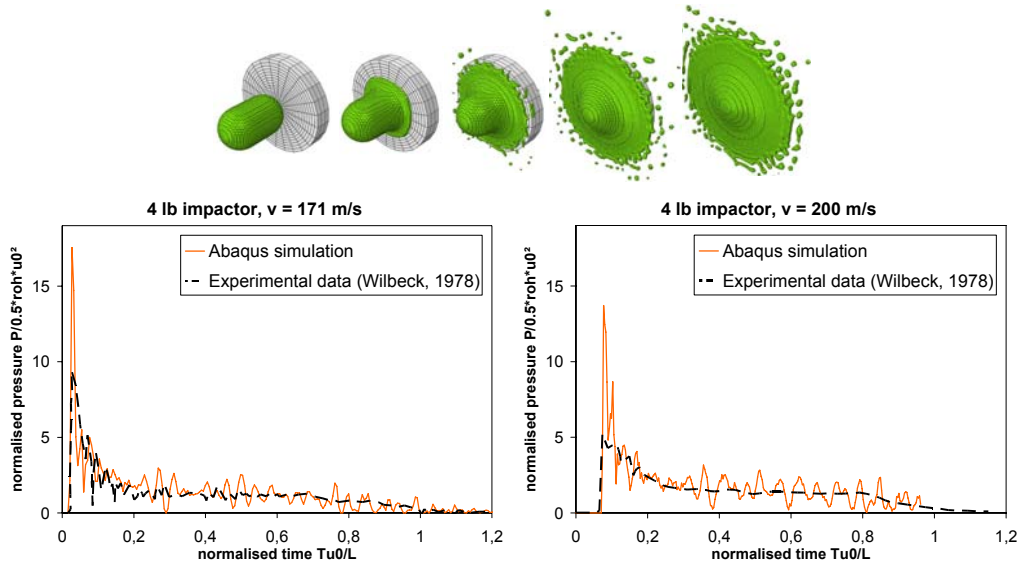 4 lb impactor, v = 171 m/s
normalised pressure P/0.5*roh*u0²
15
10
5
0
Abaqus simulation
Experimental data (Wilbeck, 1978)
0
0,2
0,4
0,6
0,8
1
1,2
normalised time Tu0/L
4 lb impactor, v = 200 m/s
normalised pressure P/0.5*roh*u0²
15
10
5
0
Abaqus simulation
Experimental data (Wilbeck, 1978)
0
0,2
0,4
0,6
0,8
1
1,2
normalised time Tu0/L